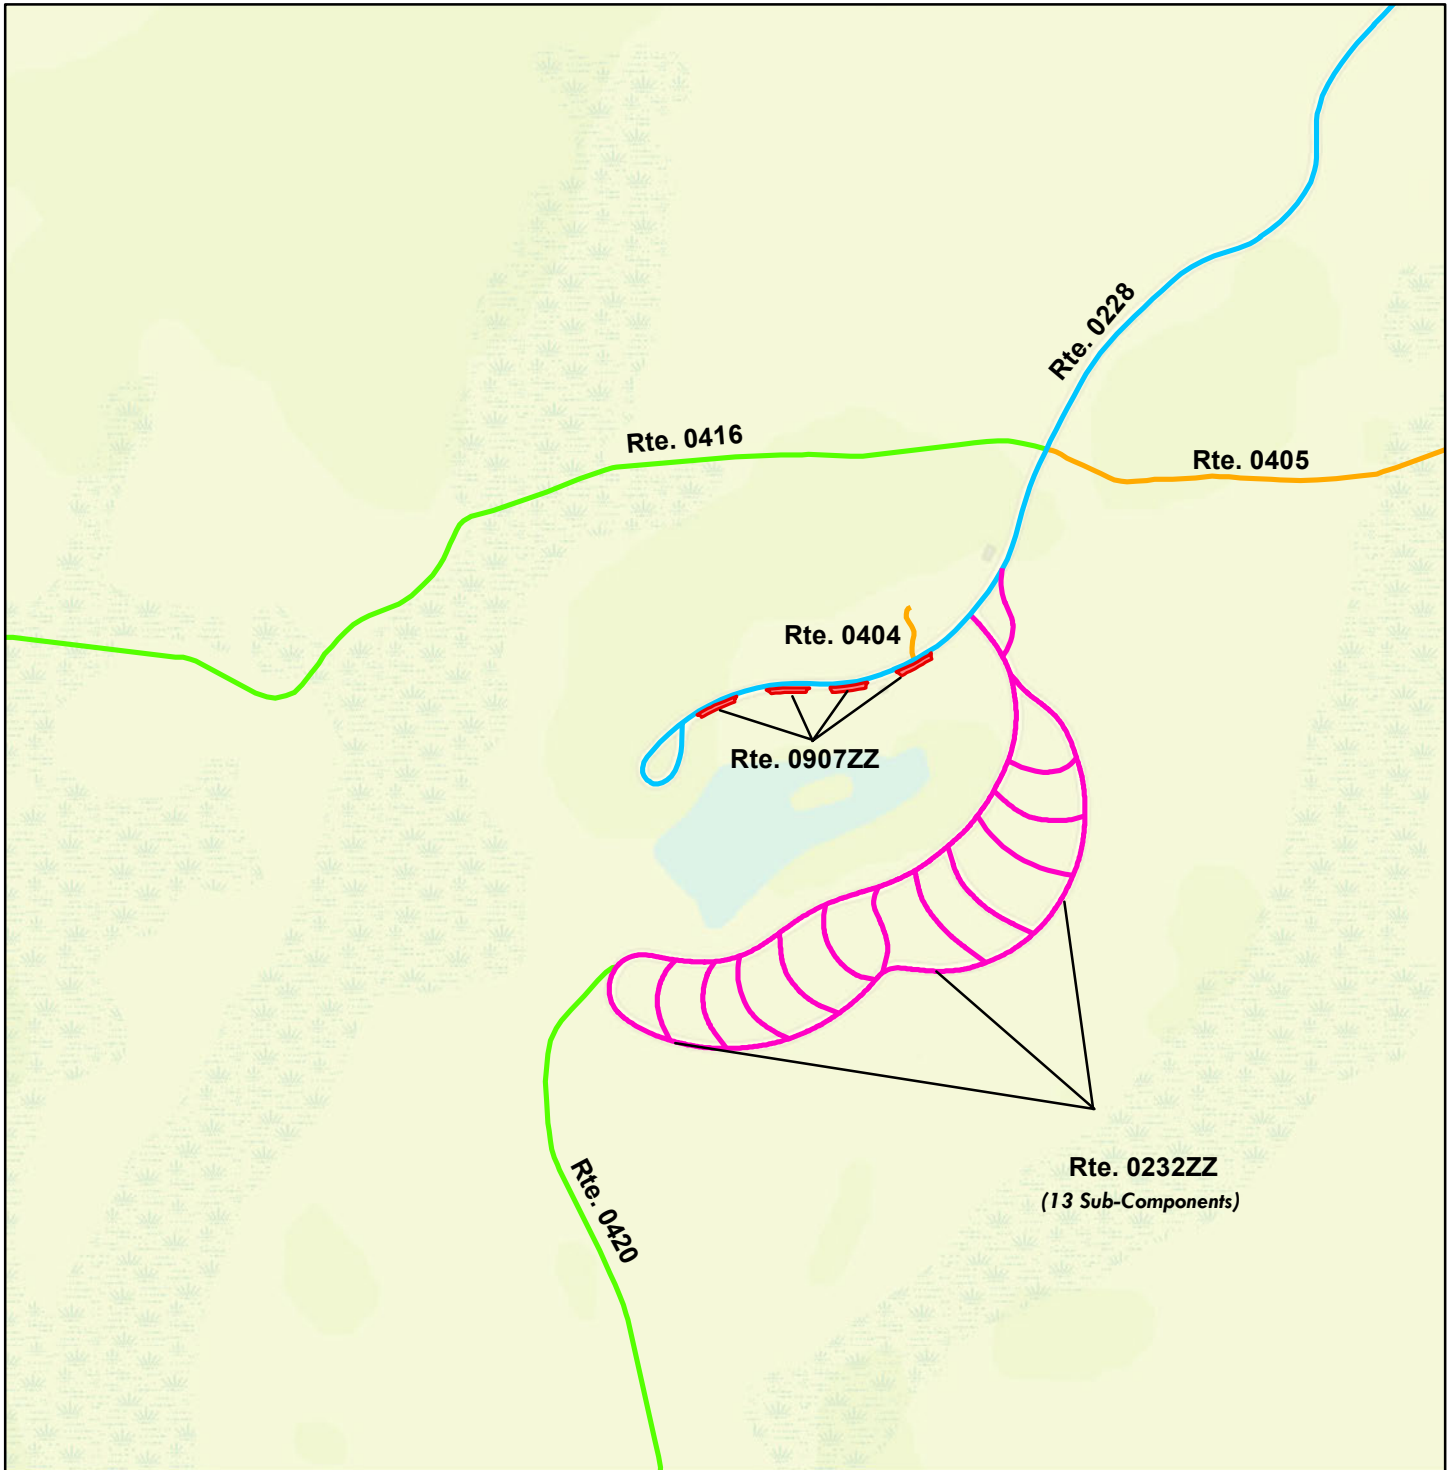 Rte. 0228
Rte. 0416
Rte. 0405
Rte. 0404
Rte. 0907ZZ
Rte. 0232ZZ
(13 Sub-Components)
Rte. 0420